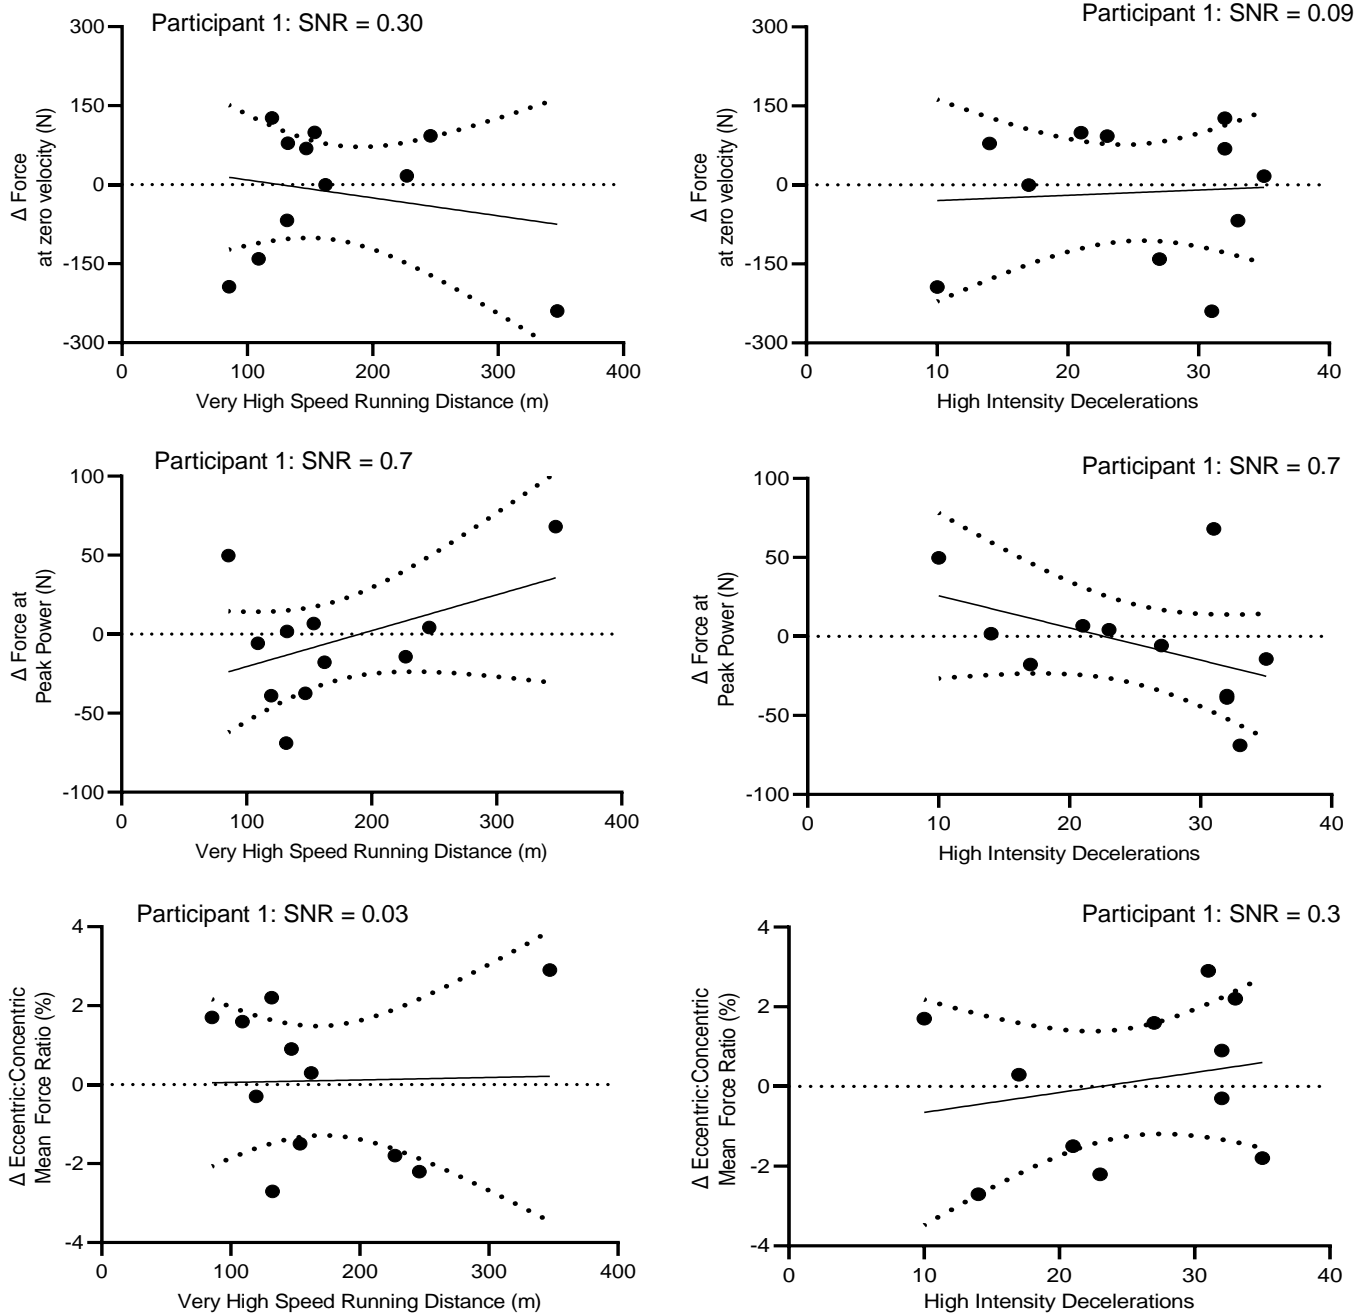 Participant 1: SNR = 0.30
300
150
0
-150
-300
Δ Force
at zero velocity (N)
0
100
200
300
400
Very High Speed Running Distance (m)
Participant 1: SNR = 0.09
300
150
0
-150
-300
Δ Force
at zero velocity (N)
0
10
20
30
40
High Intensity Decelerations
Participant 1: SNR = 0.7
100
50
0
-50
-100
Δ Force at
Peak Power (N)
0
100
200
300
400
Very High Speed Running Distance (m)
Participant 1: SNR = 0.7
100
50
0
-50
-100
Δ Force at
Peak Power (N)
0
10
20
30
40
High Intensity Decelerations
Participant 1: SNR = 0.03
4
2
0
-2
-4
Δ Eccentric:Concentric
Mean Force Ratio (%)
0
100
200
300
400
Very High Speed Running Distance (m)
Participant 1: SNR = 0.3
4
2
0
-2
-4
Δ Eccentric:Concentric
Mean Force Ratio (%)
0
10
20
30
40
High Intensity Decelerations